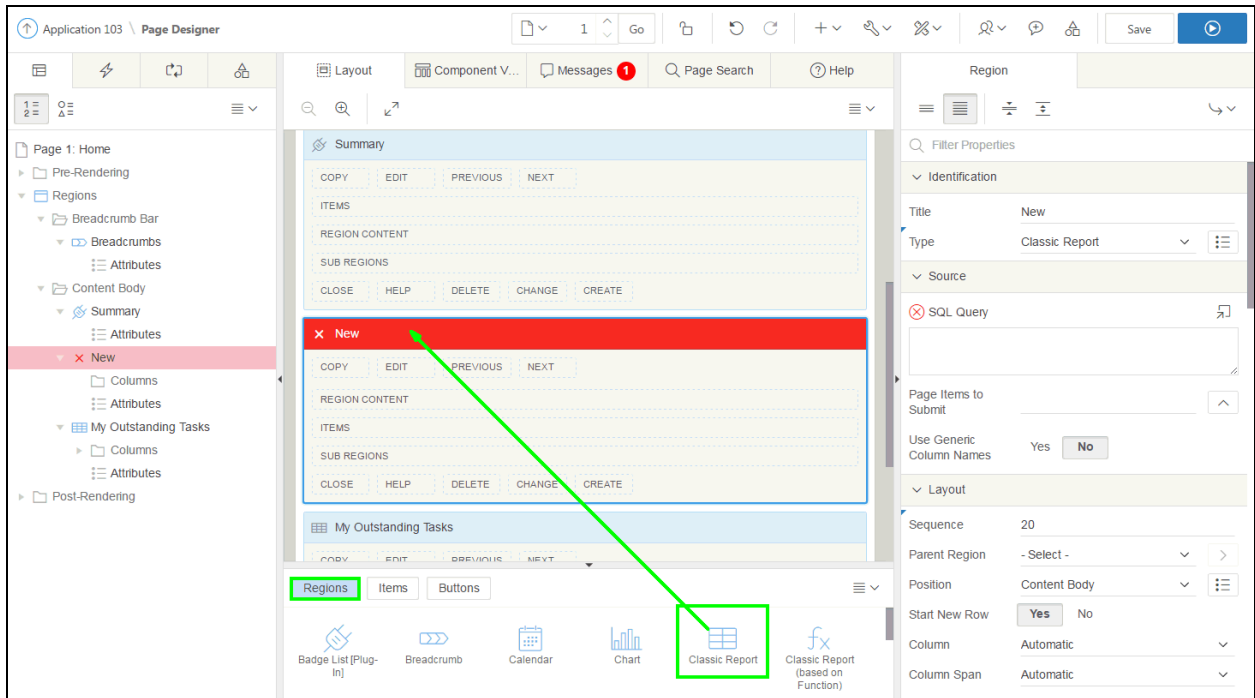 Application 103 \ Page Designer
1
Go
Save
Layout
Component V...
Messages 1
Page Search
? Help
Region
Page 1: Home
Pre-Rendering
Regions
Breadcrumb Bar
Breadcrumbs
Attributes
Content Body
Summary
Attributes
New
Columns
Attributes
My Outstanding Tasks
Columns
Attributes
Post-Rendering
Summary
COPY EDIT PREVIOUS NEXT
ITEMS
REGION CONTENT
SUB REGIONS
CLOSE HELP DELETE CHANGE CREATE
New
COPY EDIT PREVIOUS NEXT
REGION CONTENT
ITEMS
SUB REGIONS
CLOSE HELP DELETE CHANGE CREATE
My Outstanding Tasks
COPY EDIT PREVIOUS NEXT
Regions Items Buttons
Badge List [Plug-
In]
Breadcrumb
Calendar
Chart
Classic Report
Classic Report
(based on
Function)
Filter Properties
Identification
Title New
Type Classic Report
Source
SQL Query
Page Items to
Submit
Use Generic
Column Names
Yes No
Layout
Sequence 20
Parent Region - Select -
Position Content Body
Start New Row Yes No
Column Automatic
Column Span Automatic